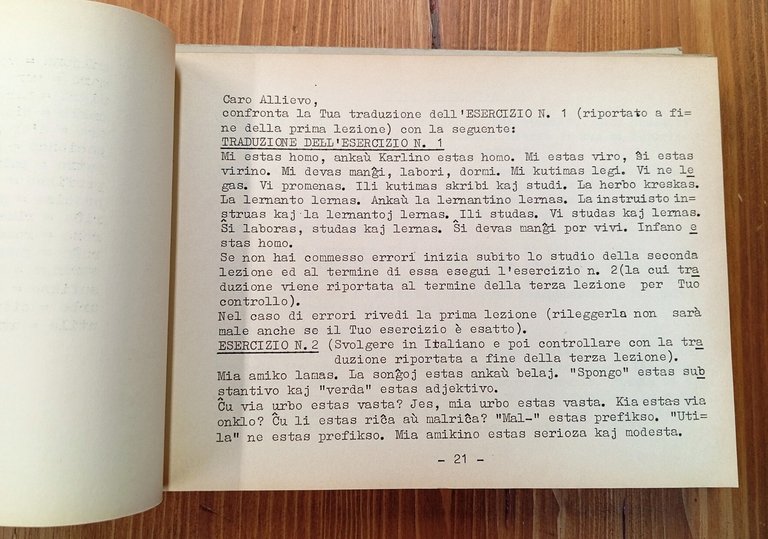 Caro Allievo,
confronta la Tua traduzione dell'ESERCIZIO N. 1 (riportato a fi=
ne della prima lezione) con la seguente:
TRADUZIONE DELL'ESERCIZIO N. 1
Mi estas homo, ankaù Karlino estas homo. Mi estas viro, ŝi estas
virino. Mi devas manĝi, labori, dormi. Mi kutimas legi. Vi ne le
gas. Vi promenas. Ili kutimas skribi kaj studi. La herbo kreskas.
La lernanto lernas. Ankaù la lernantino lernas. La instruisto in=
struas kaj la lernantoj lernas. Ili studas. Vi studas kaj lernas.
Ŝi laboras, studas kaj lernas. Ŝi devas manĝi por vivi. Infano e
stas homo.
Se non hai commesso errori inizia subito lo studio della seconda
lezione ed al termine di essa esegui l'esercizio n. 2(la cui tra
duzione viene riportata al termine della terza lezione per Tuo
controllo).
Nel caso di errori rivedi la prima lezione (rileggerla non sarà
male anche se il Tuo esercizio è esatto).
ESERCIZIO N.2 (Svolgere in Italiano e poi controllare con la tra
duzione riportata a fine della terza lezione).
Mia amiko lamas. La sonĝoj estas ankaù belaj. "Spongo" estas sub
stantivo kaj "verda" estas adjektivo.
Ĉu via urbo estas vasta? Jes, mia urbo estas vasta. Kia estas via
onklo? Ĉu li estas riĉa aù malriĉa? "Mal-" estas prefikso. "Uti=
la" ne estas prefikso. Mia amikino estas serioza kaj modesta.
- 21 -